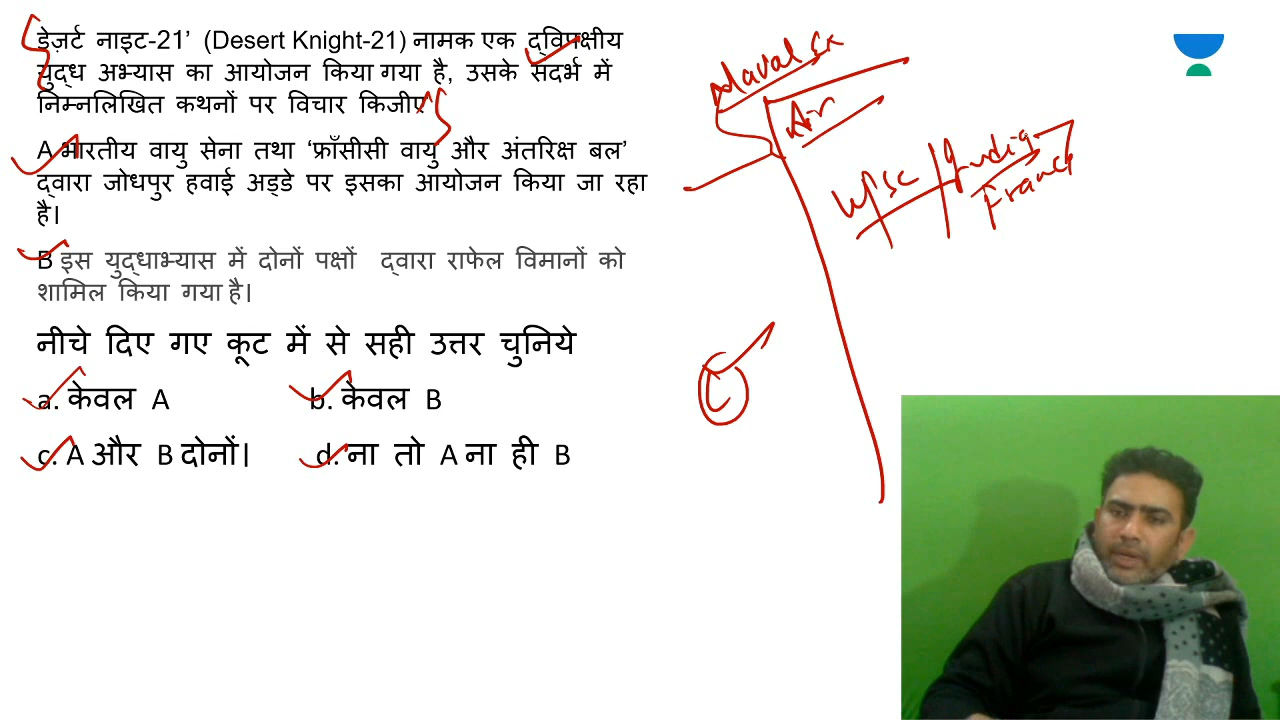 डेज़र्ट नाइट-21’ (Desert Knight-21) नामक एक द्विपक्षीय
युद्ध अभ्यास का आयोजन किया गया है, उसके संदर्भ में
निम्नलिखित कथनों पर विचार किजीए
A भारतीय वायु सेना तथा ‘फ्राँसीसी वायु और अंतरिक्ष बल’
द्वारा जोधपुर हवाई अड्डे पर इसका आयोजन किया जा रहा
है।
B इस युद्धाभ्यास में दोनों पक्षों द्वारा राफेल विमानों को
शामिल किया गया है।
नीचे दिए गए कूट में से सही उत्तर चुनिये
a. केवल A b. केवल B
c. A और B दोनों। d. ना तो A ना ही B
Naval Ex
Air
UPSC / India
France
C